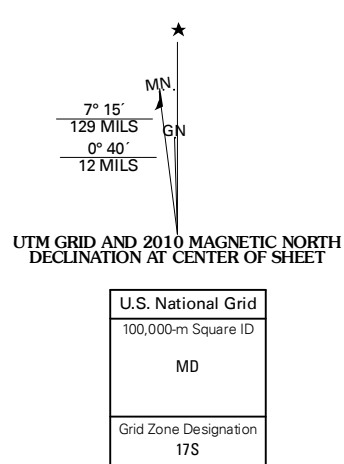 MN.
7° 15´
129 MILS
GN
0° 40´
12 MILS
UTM GRID AND 2010 MAGNETIC NORTH
DECLINATION AT CENTER OF SHEET
U.S. National Grid
100,000-m Square ID
MD
Grid Zone Designation
17S